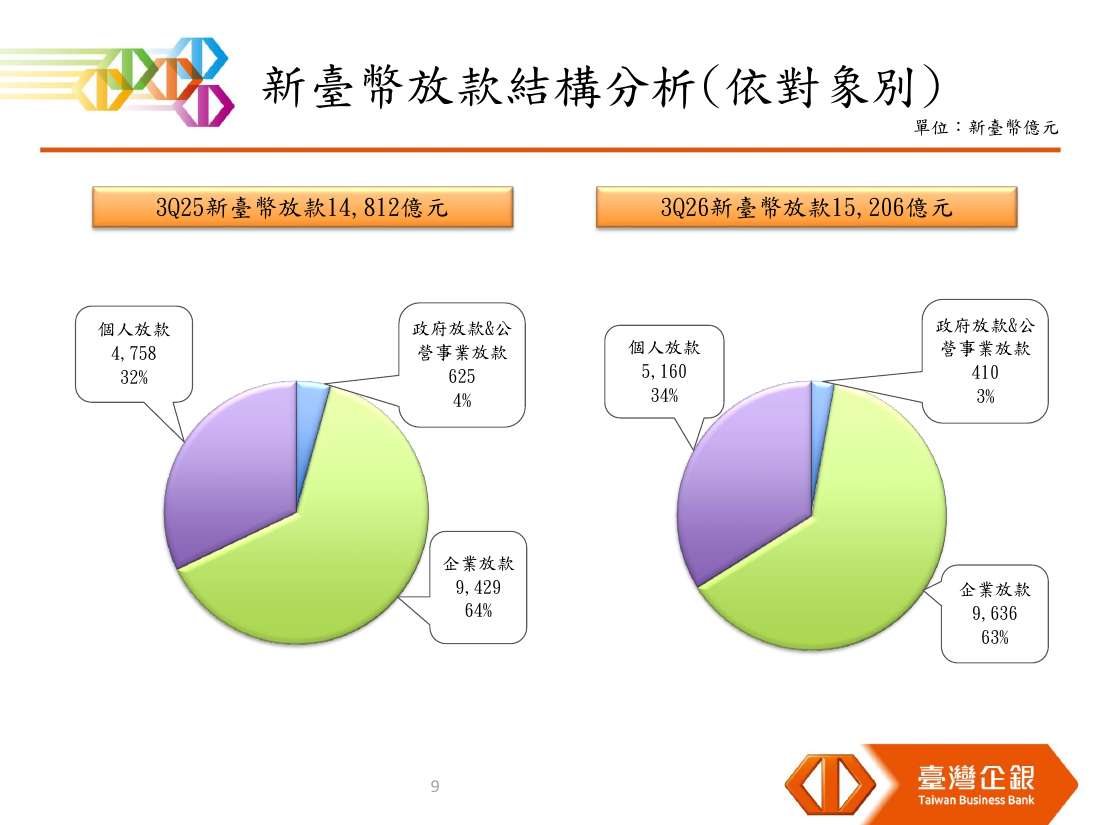 新臺幣放款結構分析(依對象別)
單位：新臺幣億元
3Q25新臺幣放款14,812億元
3Q26新臺幣放款15,206億元
個人放款
4,758
32%
政府放款&公
營事業放款
625
4%
企業放款
9,429
64%
個人放款
5,160
34%
政府放款&公
營事業放款
410
3%
企業放款
9,636
63%
9
臺灣企銀
Taiwan Business Bank